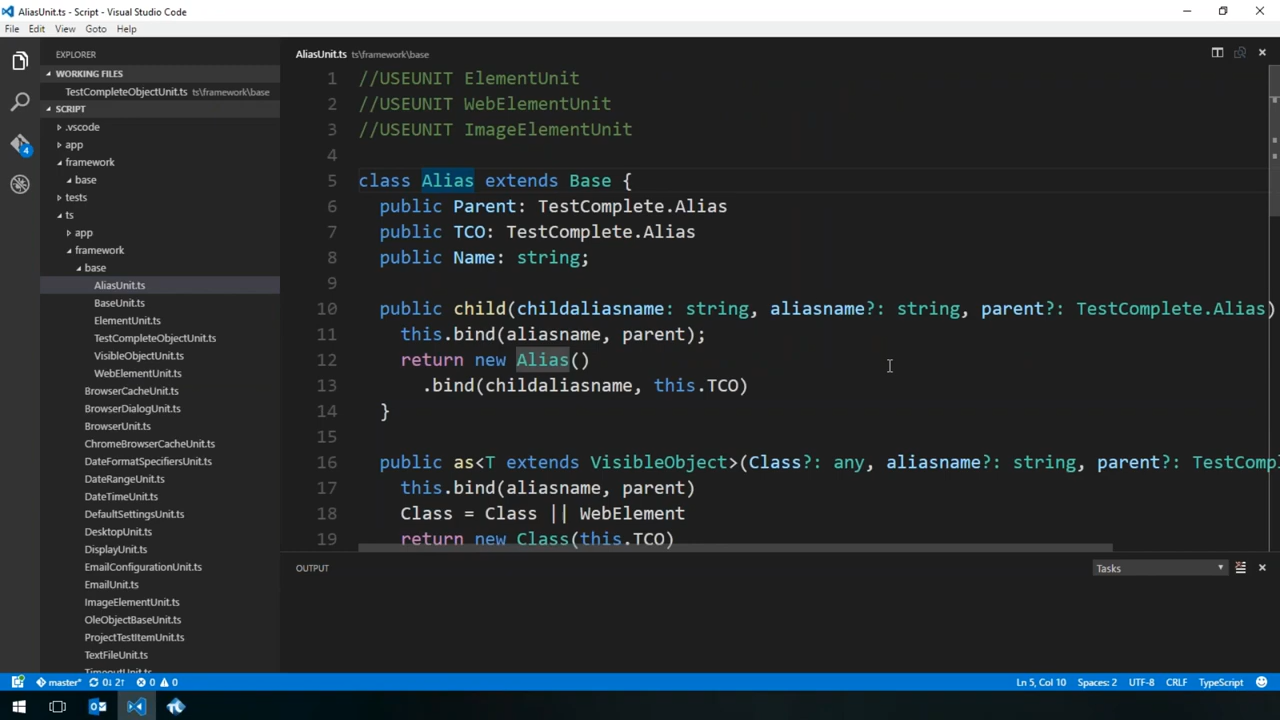 AliasUnit.ts - Script - Visual Studio Code
File Edit View Goto Help
EXPLORER
WORKING FILES
TestCompleteObjectUnit.ts ts\framework\base
SCRIPT
.vscode
app
framework
base
tests
ts
app
framework
base
AliasUnit.ts
BaseUnit.ts
ElementUnit.ts
TestCompleteObjectUnit.ts
VisibleObjectUnit.ts
WebElementUnit.ts
BrowserCacheUnit.ts
BrowserDialogUnit.ts
BrowserUnit.ts
ChromeBrowserCacheUnit.ts
DateFormatSpecifiersUnit.ts
DateRangeUnit.ts
DateTimeUnit.ts
DefaultSettingsUnit.ts
DesktopUnit.ts
DisplayUnit.ts
EmailConfigurationUnit.ts
EmailUnit.ts
ImageElementUnit.ts
OleObjectBaseUnit.ts
ProjectTestItemUnit.ts
TextFileUnit.ts
TimeoutUnit.ts
4
AliasUnit.ts ts\framework\base
1 //USEUNIT ElementUnit
2 //USEUNIT WebElementUnit
3 //USEUNIT ImageElementUnit
4
5 class Alias extends Base {
6 public Parent: TestComplete.Alias
7 public TCO: TestComplete.Alias
8 public Name: string;
9
10 public child(childaliasname: string, aliasname?: string, parent?: TestComplete.Alias)
11 this.bind(aliasname, parent);
12 return new Alias()
13 .bind(childaliasname, this.TCO)
14 }
15
16 public as<T extends VisibleObject>(Class?: any, aliasname?: string, parent?: TestCompl
17 this.bind(aliasname, parent)
18 Class = Class || WebElement
19 return new Class(this.TCO)
OUTPUT
Tasks
master* 0↓ 2↑ 0 0
Ln 5, Col 10 Spaces: 2 UTF-8 CRLF TypeScript